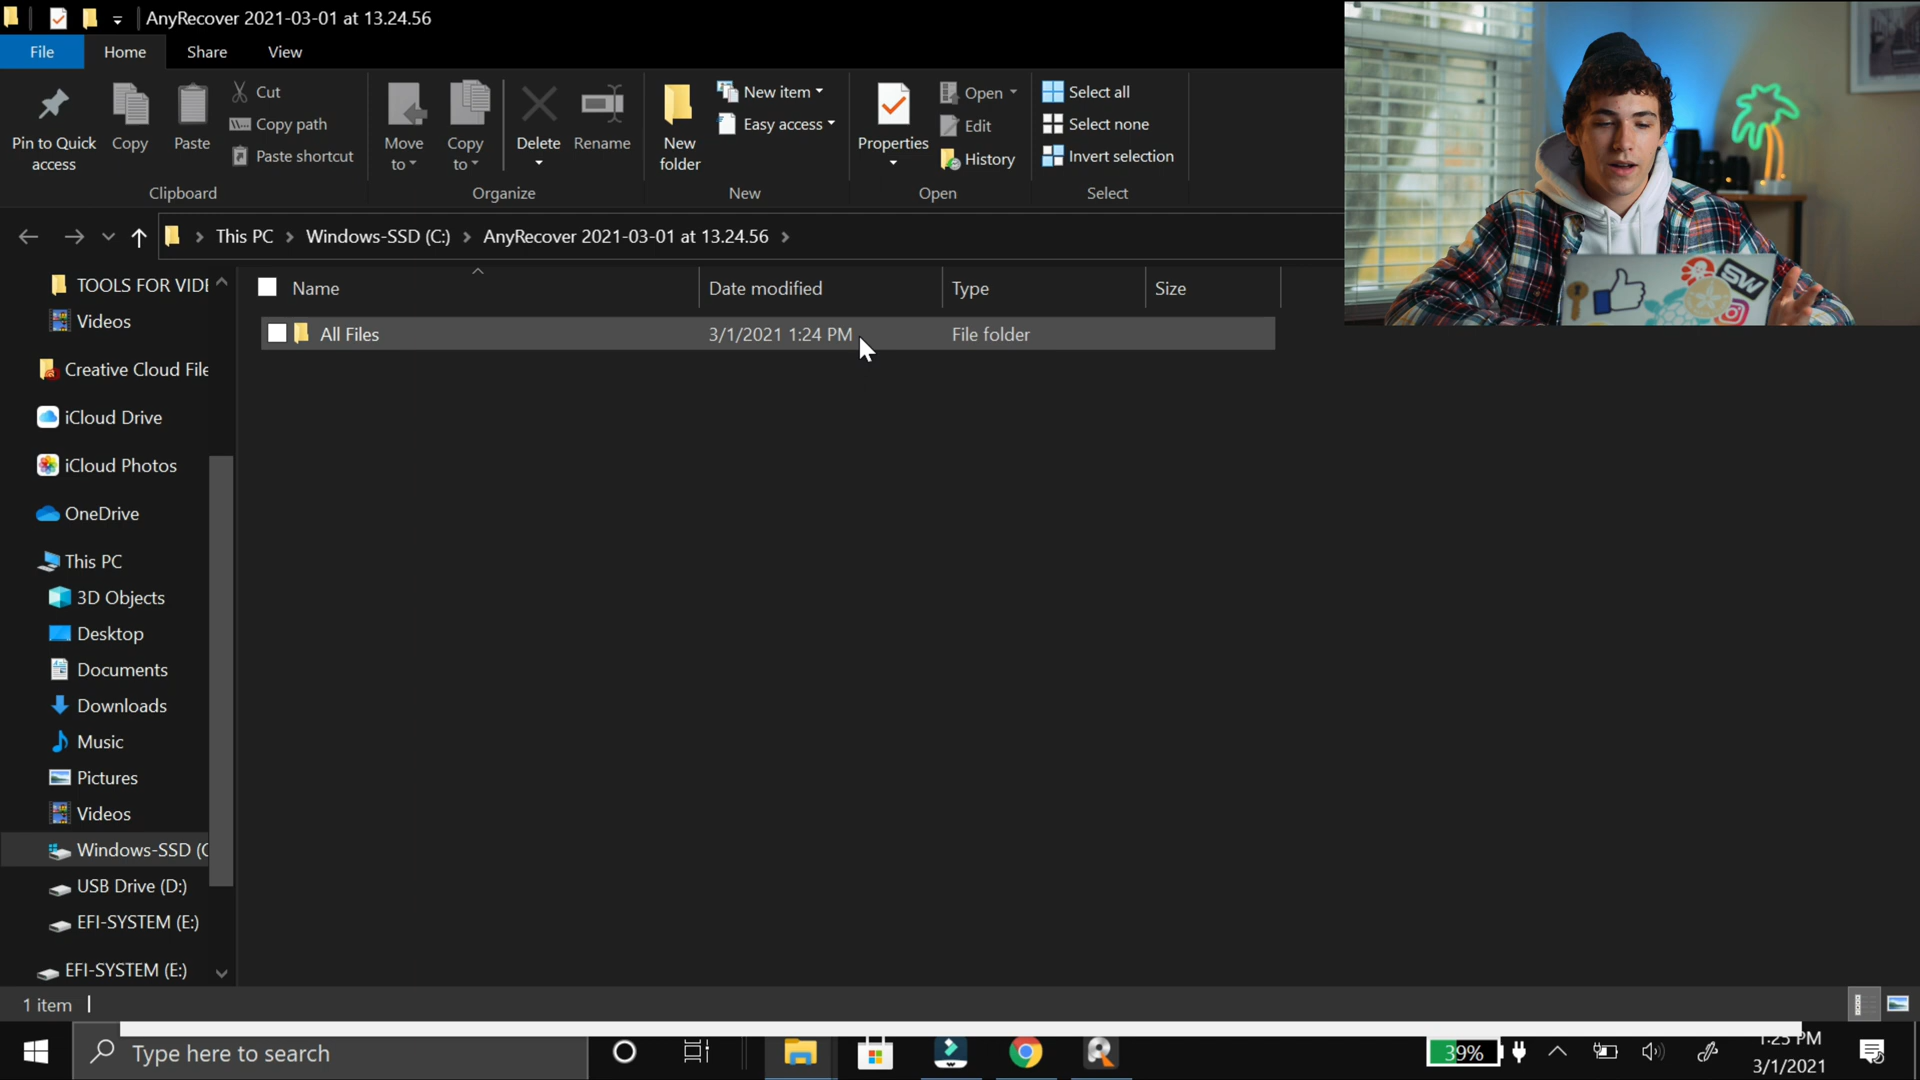 AnyRecover 2021-03-01 at 13.24.56
File Home Share View
Pin to Quick access
Copy
Paste
Cut
Copy path
Paste shortcut
Clipboard
Move to
Copy to
Delete
Rename
Organize
New folder
New item
Easy access
New
Properties
Open
Edit
History
Open
Select all
Select none
Invert selection
Select
This PC > Windows-SSD (C:) > AnyRecover 2021-03-01 at 13.24.56 >
Name Date modified Type Size
All Files 3/1/2021 1:24 PM File folder
TOOLS FOR VIDE
Videos
Creative Cloud File
iCloud Drive
iCloud Photos
OneDrive
This PC
3D Objects
Desktop
Documents
Downloads
Music
Pictures
Videos
Windows-SSD (C
USB Drive (D:)
EFI-SYSTEM (E:)
EFI-SYSTEM (E:)
1 item
Type here to search
39%
1:25 PM
3/1/2021
SW